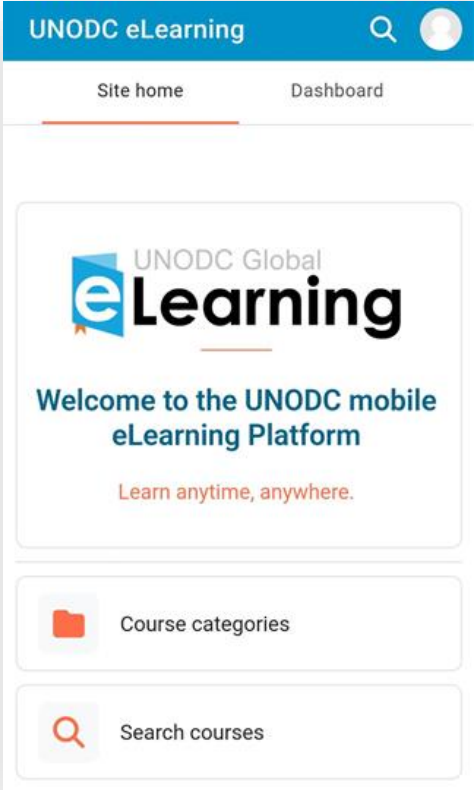 UNODC eLearning
Site home
Dashboard
UNODC Global
eLearning
Welcome to the UNODC mobile
eLearning Platform
Learn anytime, anywhere.
Course categories
Search courses